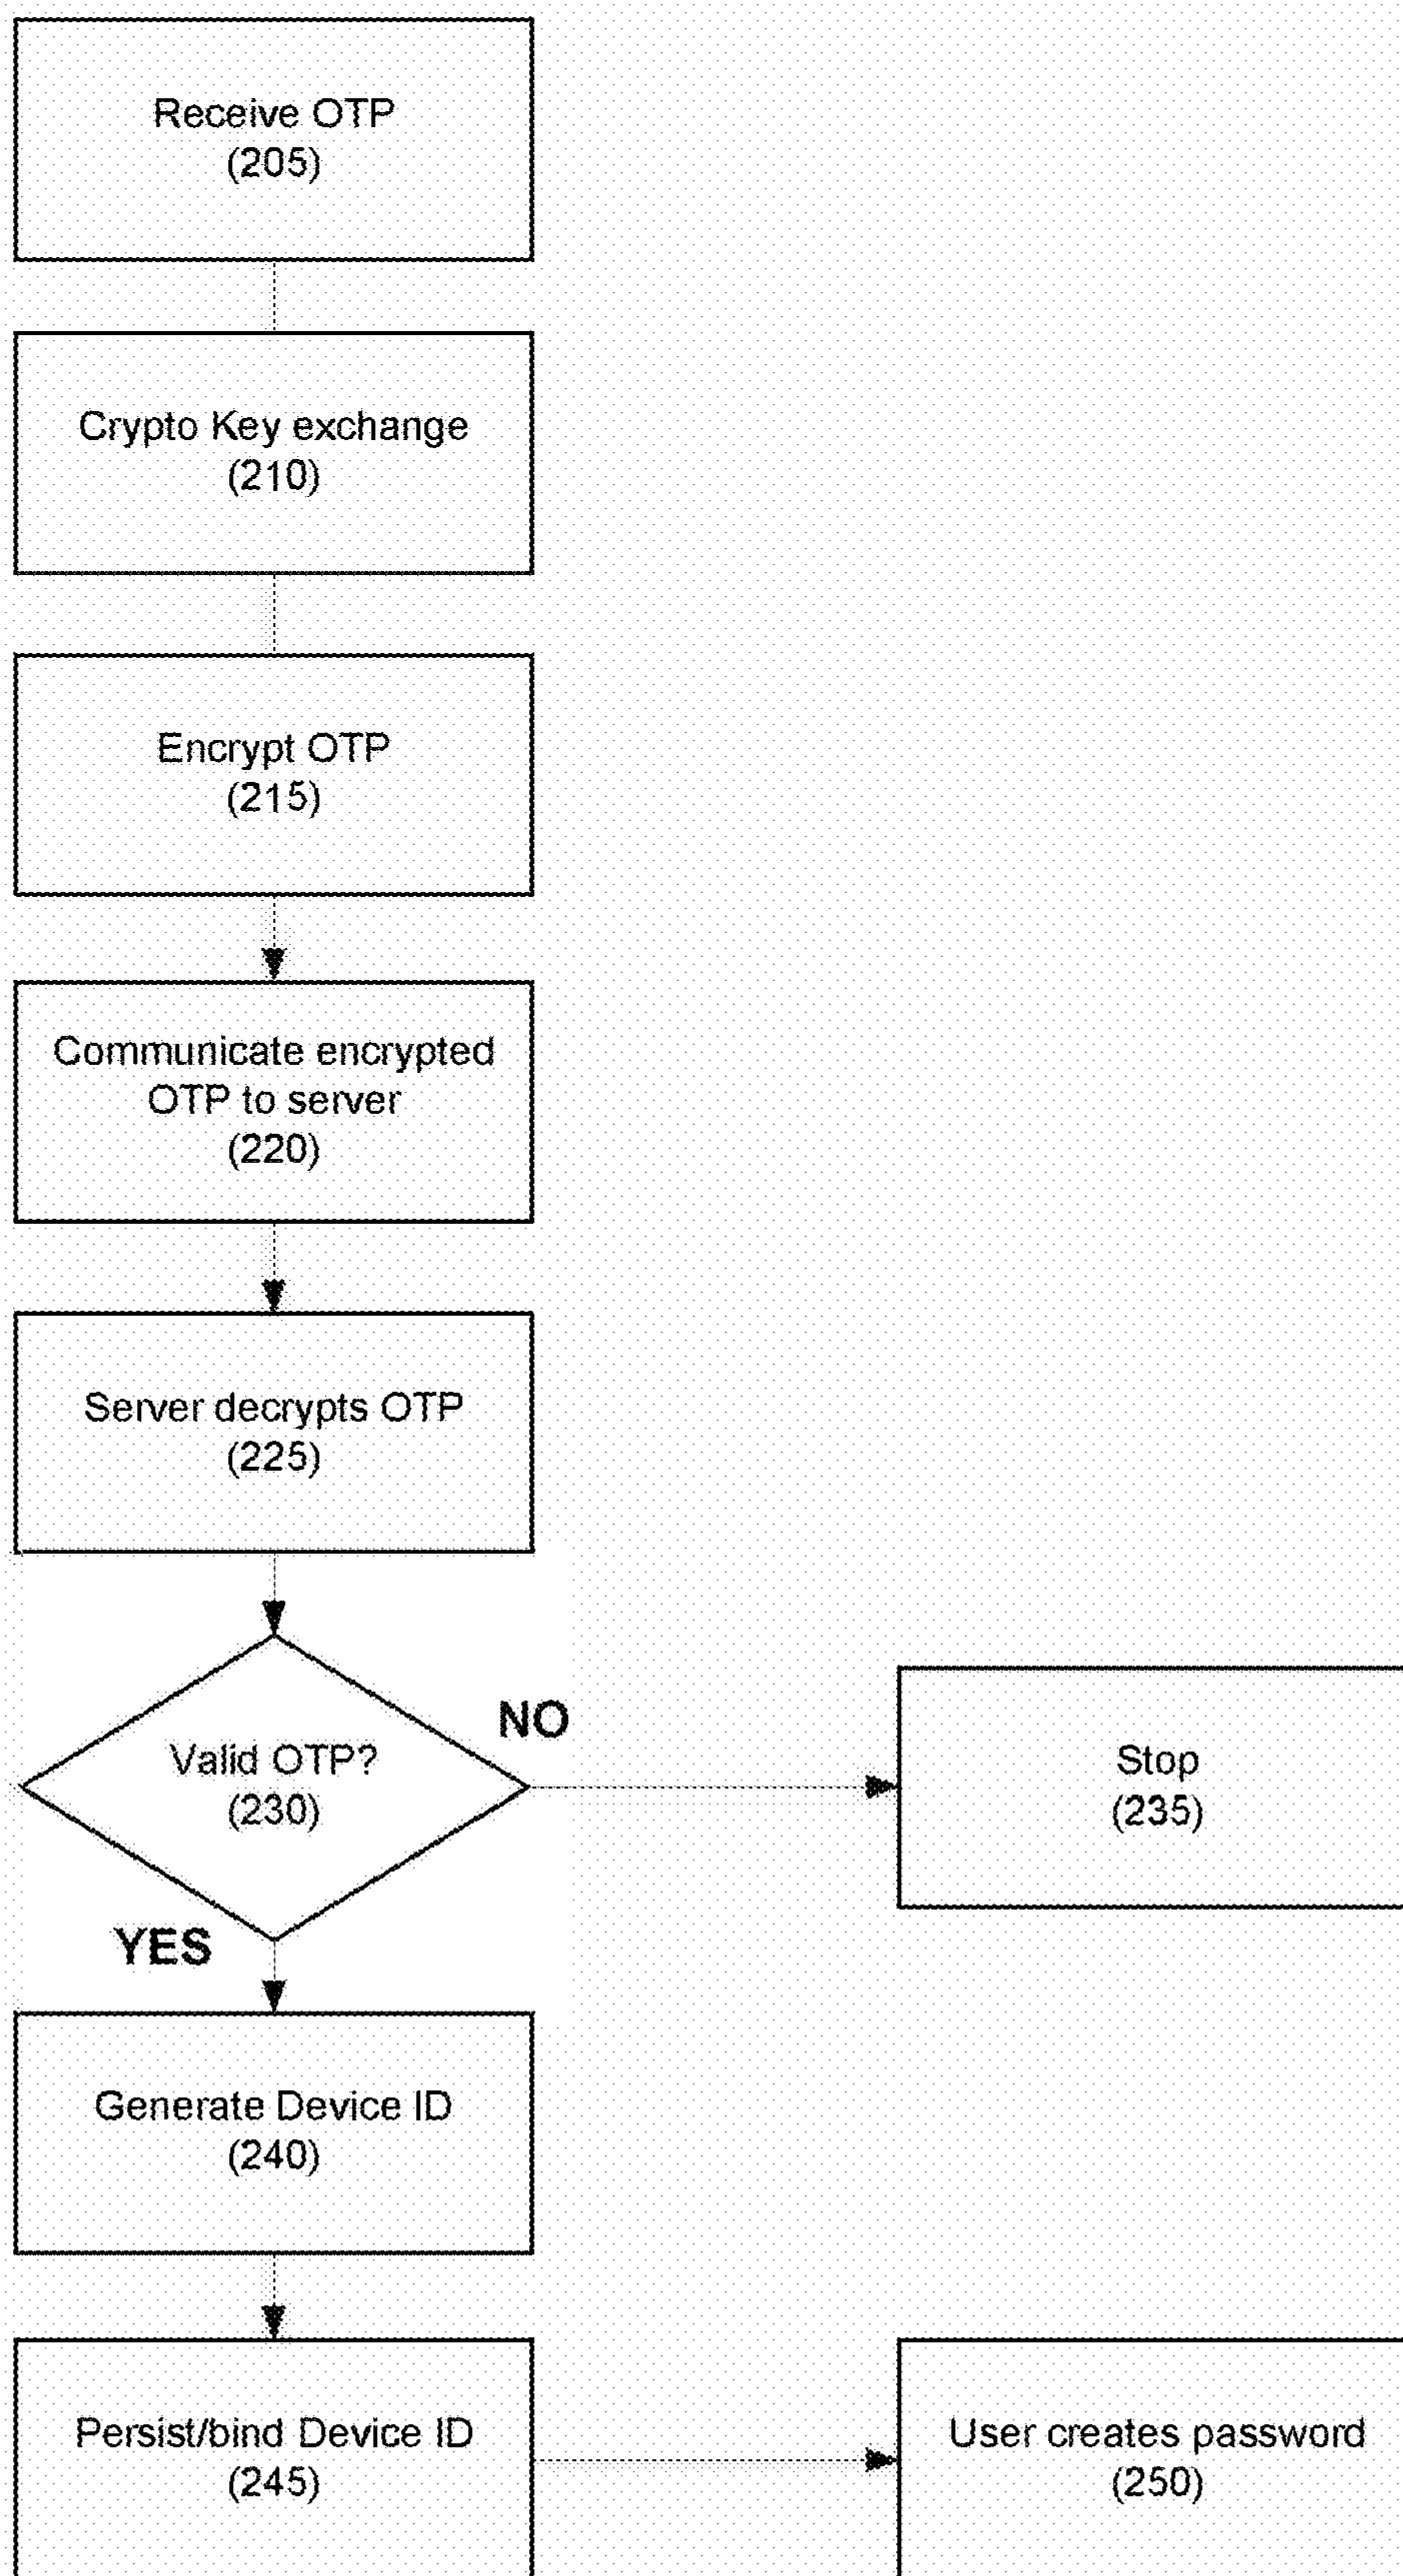 Receive OTP
(205)
Crypto Key exchange
(210)
Encrypt OTP
(215)
Communicate encrypted
OTP to server
(220)
Server decrypts OTP
(225)
Valid OTP?
(230)
NO
Stop
(235)
YES
Generate Device ID
(240)
Persist/bind Device ID
(245)
User creates password
(250)